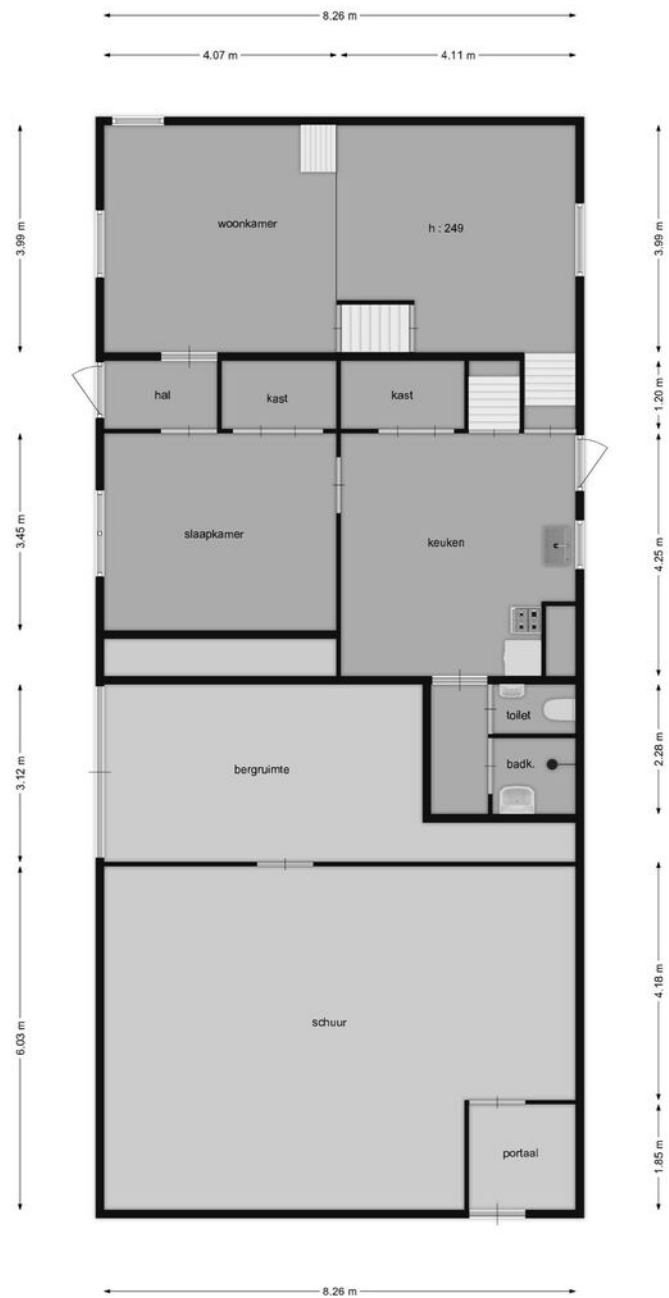 8.26 m
4.07 m
4.11 m
3.99 m
woonkamer
h : 249
3.99 m
hal
kast
kast
1.20 m
3.45 m
slaapkamer
keuken
4.25 m
3.12 m
bergruimte
toilet
badk.
2.28 m
6.03 m
schuur
4.18 m
portaal
1.85 m
8.26 m